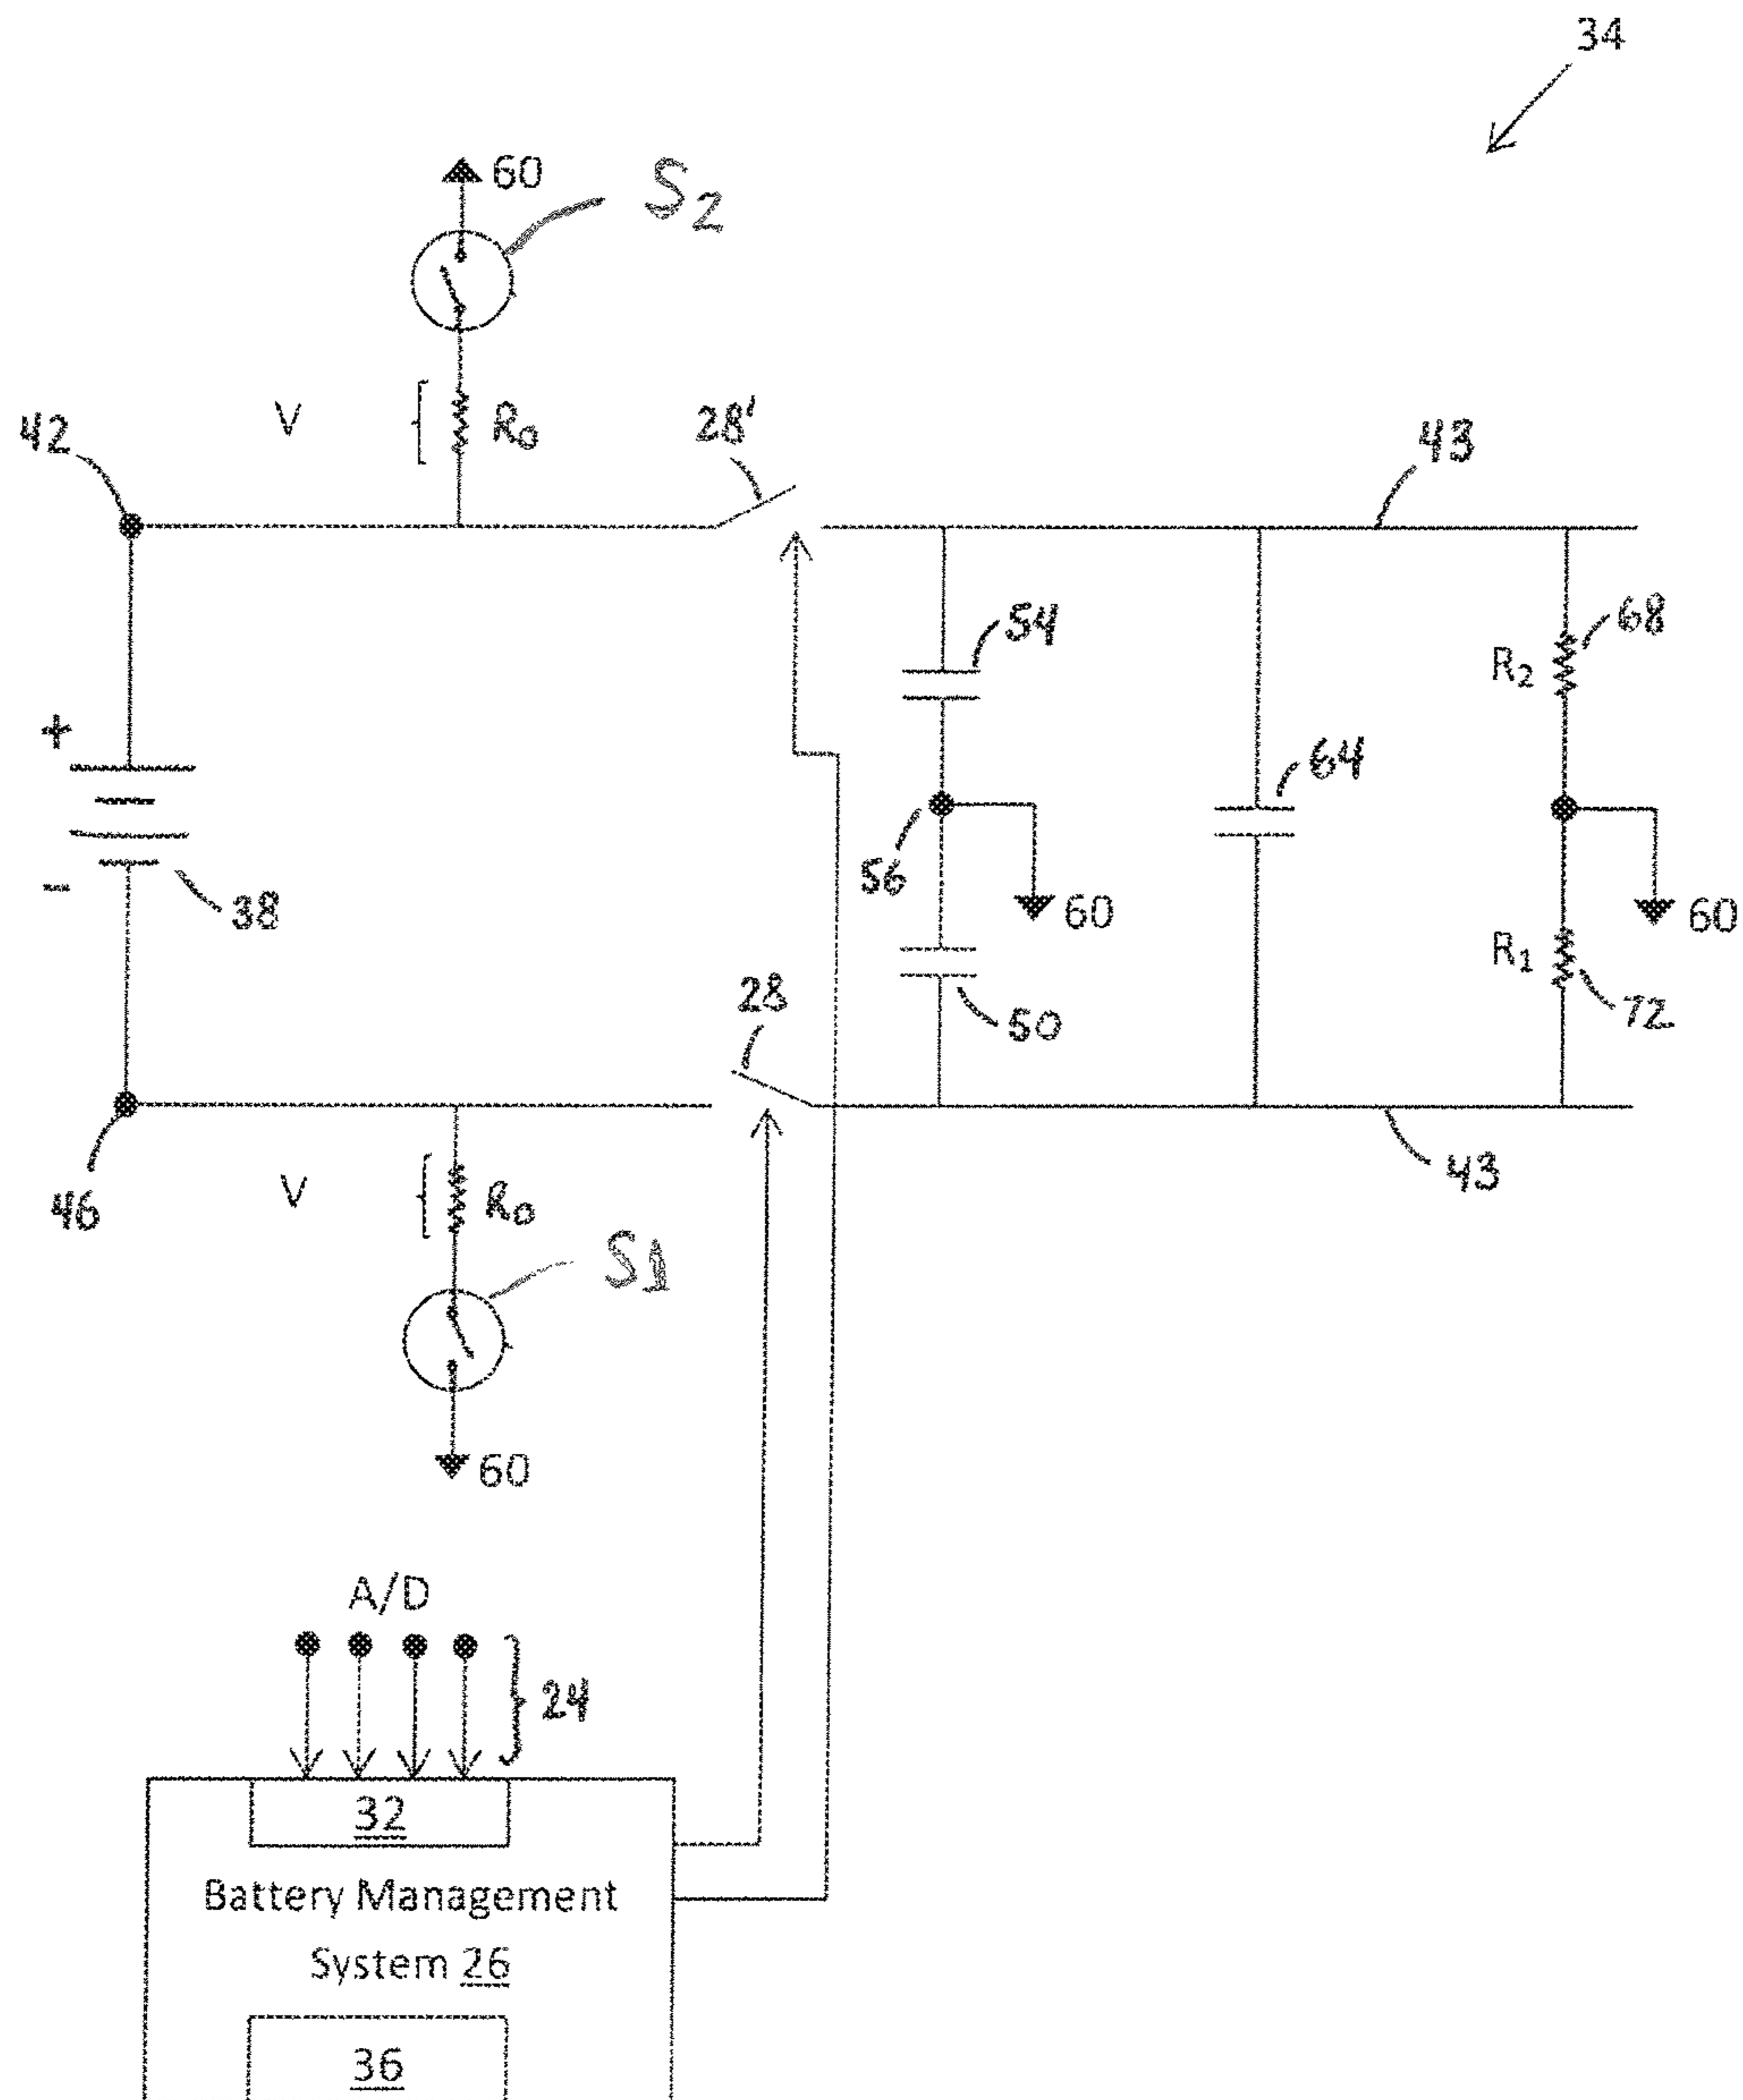 34
60
S2
V
R0
42
28'
43
54
68
R2
+
64
56
60
60
-
38
R1
28
50
72
46
V
R0
43
S1
60
A/D
24
32
Battery Management
System 26
36